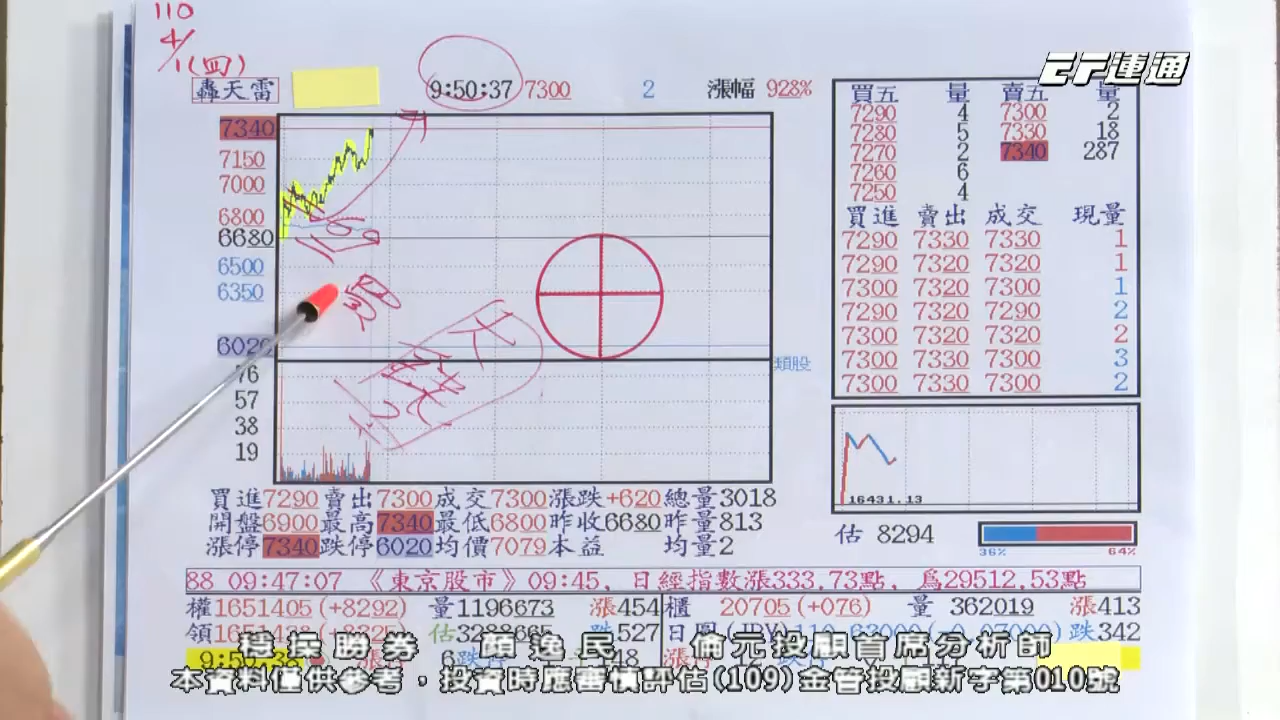 110
4/1(四)
EF連通
轟天雷
9:50:37 7300 2 漲幅 928%
7340
7150
7000
6800
6680
6500
6350
6020
76
57
38
19
類股
買五 量 賣五 量
7290 4 7300 2
7280 5 7330 18
7270 2 7340 287
7260 6
7250 4
買進 賣出 成交 現量
7290 7330 7330 1
7290 7320 7320 1
7300 7320 7300 1
7290 7320 7290 2
7300 7320 7320 2
7300 7330 7330 3
7300 7330 7300 2
16431.13
估 8294
36% 64%
買進7290 賣出7300 成交7300 漲跌+620 總量3018
開盤6900 最高7340 最低6800 昨收6680 昨量813
漲停7340 跌停6020 均價7079 本益 均量2
88 09:47:07 《東京股市》09:45, 日經指數漲333.73點, 為29512.53點
權1651405(+8292) 量1196673 漲454 櫃 20705(+076) 量 362019 漲413
跌527 跌342
穩操勝券 顏逸民 倫元投顧首席分析師
本資料僅供參考，投資時應審慎評估(109)金管投顧新字第010號